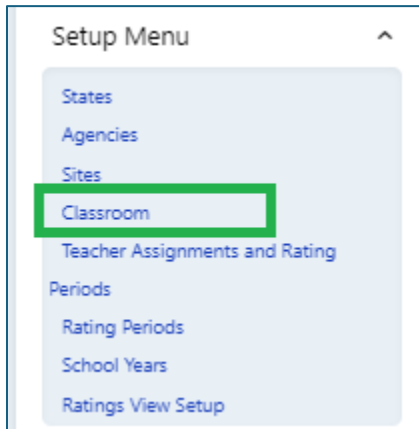 Setup Menu
States
Agencies
Sites
Classroom
Teacher Assignments and Rating
Periods
Rating Periods
School Years
Ratings View Setup